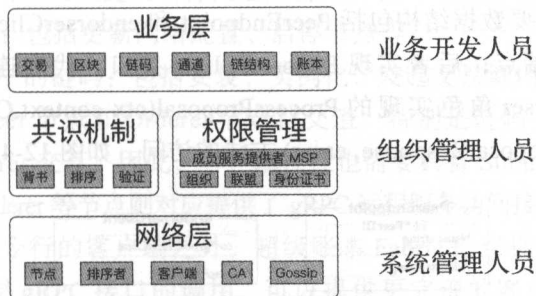 业务层
交易 区块 链码 通道 链结构 账本
业务开发人员
共识机制 权限管理
成员服务提供者 MSP
背书 排序 验证 组织 联盟 身份证书
组织管理人员
网络层
节点 排序者 客户端 CA Gossip
系统管理人员